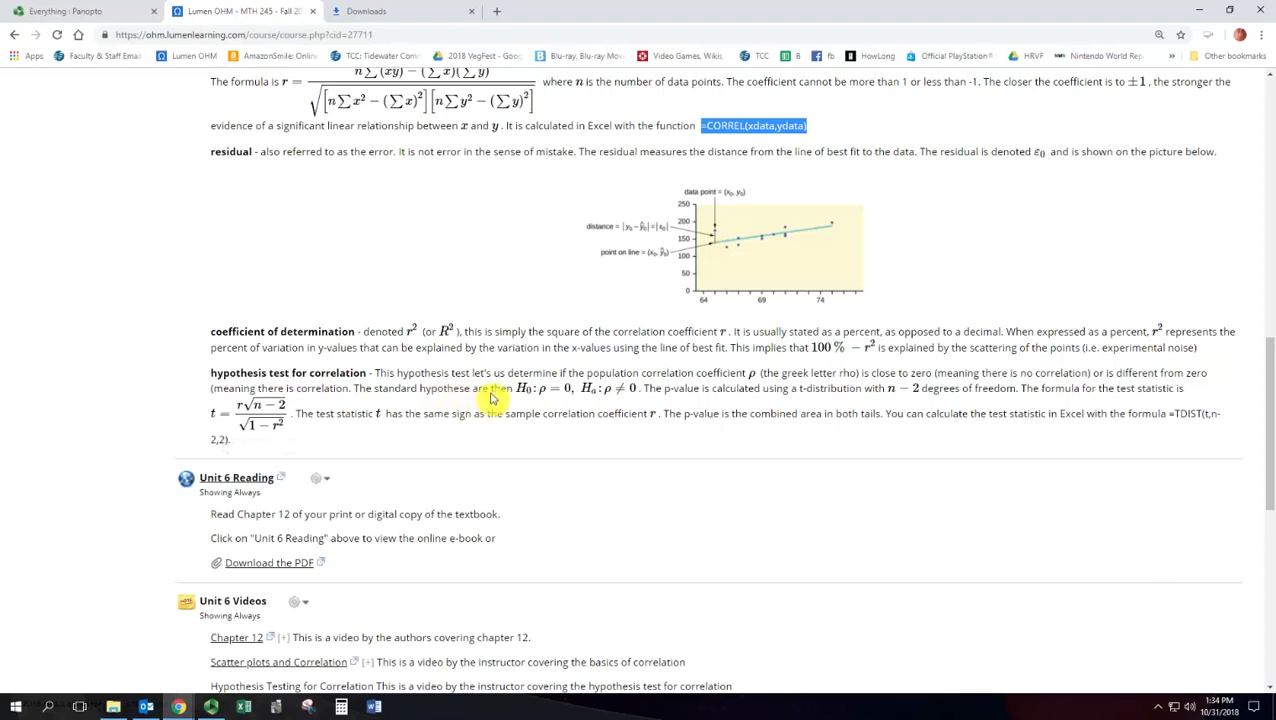 Everything: Panopto
Lumen OHM - MTH 245 - Fall 20
Downloads
https://ohm.lumenlearning.com/course/course.php?cid=27711
Apps
Faculty & Staff Email
Lumen OHM
AmazonSmile: Online
TCC: Tidewater Comm
2018 VegFest - Goog
Blu-ray, Blu-ray Mov
Video Games, Wikis,
TCC
B
fb
HowLong
Official PlayStation
HRVF
Nintendo World Rep
»
Other bookmarks
The formula is r = n∑(xy) − (∑x)(∑y) / √[n∑x² − (∑x)²][n∑y² − (∑y)²] where n is the number of data points. The coefficient cannot be more than 1 or less than -1. The closer the coefficient is to ±1, the stronger the
evidence of a significant linear relationship between x and y. It is calculated in Excel with the function =CORREL(xdata,ydata)
residual - also referred to as the error. It is not error in the sense of mistake. The residual measures the distance from the line of best fit to the data. The residual is denoted ε₀ and is shown on the picture below.
data point = (x₀, y₀)
250
200
distance = |y₀ − ŷ₀| = |ε₀|
150
point on line = (x₀, ŷ₀)
100
50
0
64 69 74
coefficient of determination - denoted r² (or R²), this is simply the square of the correlation coefficient r. It is usually stated as a percent, as opposed to a decimal. When expressed as a percent, r² represents the
percent of variation in y-values that can be explained by the variation in the x-values using the line of best fit. This implies that 100% − r² is explained by the scattering of the points (i.e. experimental noise)
hypothesis test for correlation - This hypothesis test let's us determine if the population correlation coefficient ρ (the greek letter rho) is close to zero (meaning there is no correlation) or is different from zero
(meaning there is correlation. The standard hypothese are then H₀ : ρ = 0, Hₐ : ρ ≠ 0. The p-value is calculated using a t-distribution with n − 2 degrees of freedom. The formula for the test statistic is
t = r√n − 2 / √1 − r². The test statistic t has the same sign as the sample correlation coefficient r. The p-value is the combined area in both tails. You can calculate the test statistic in Excel with the formula =TDIST(t,n-
2,2).
Unit 6 Reading
Showing Always
Read Chapter 12 of your print or digital copy of the textbook.
Click on "Unit 6 Reading" above to view the online e-book or
Download the PDF
Unit 6 Videos
Showing Always
Chapter 12 [+] This is a video by the authors covering chapter 12.
Scatter plots and Correlation [+] This is a video by the instructor covering the basics of correlation
Hypothesis Testing for Correlation This is a video by the instructor covering the hypothesis test for correlation
1:34 PM
10/31/2018